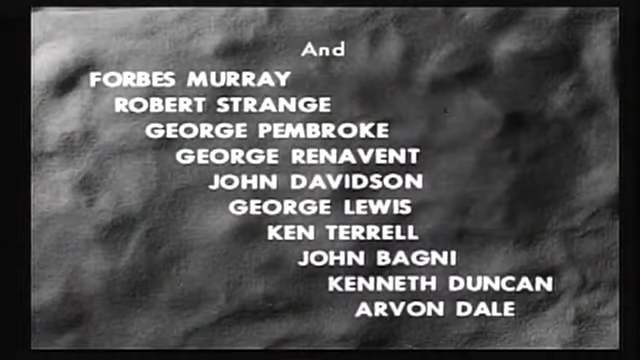 And
FORBES MURRAY
ROBERT STRANGE
GEORGE PEMBROKE
GEORGE RENAVENT
JOHN DAVIDSON
GEORGE LEWIS
KEN TERRELL
JOHN BAGNI
KENNETH DUNCAN
ARVON DALE